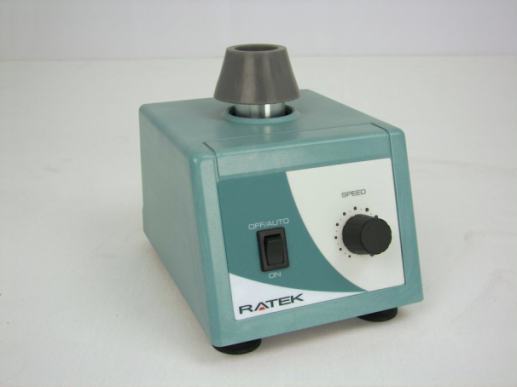 SPEED
OFF/AUTO
ON
RATEK